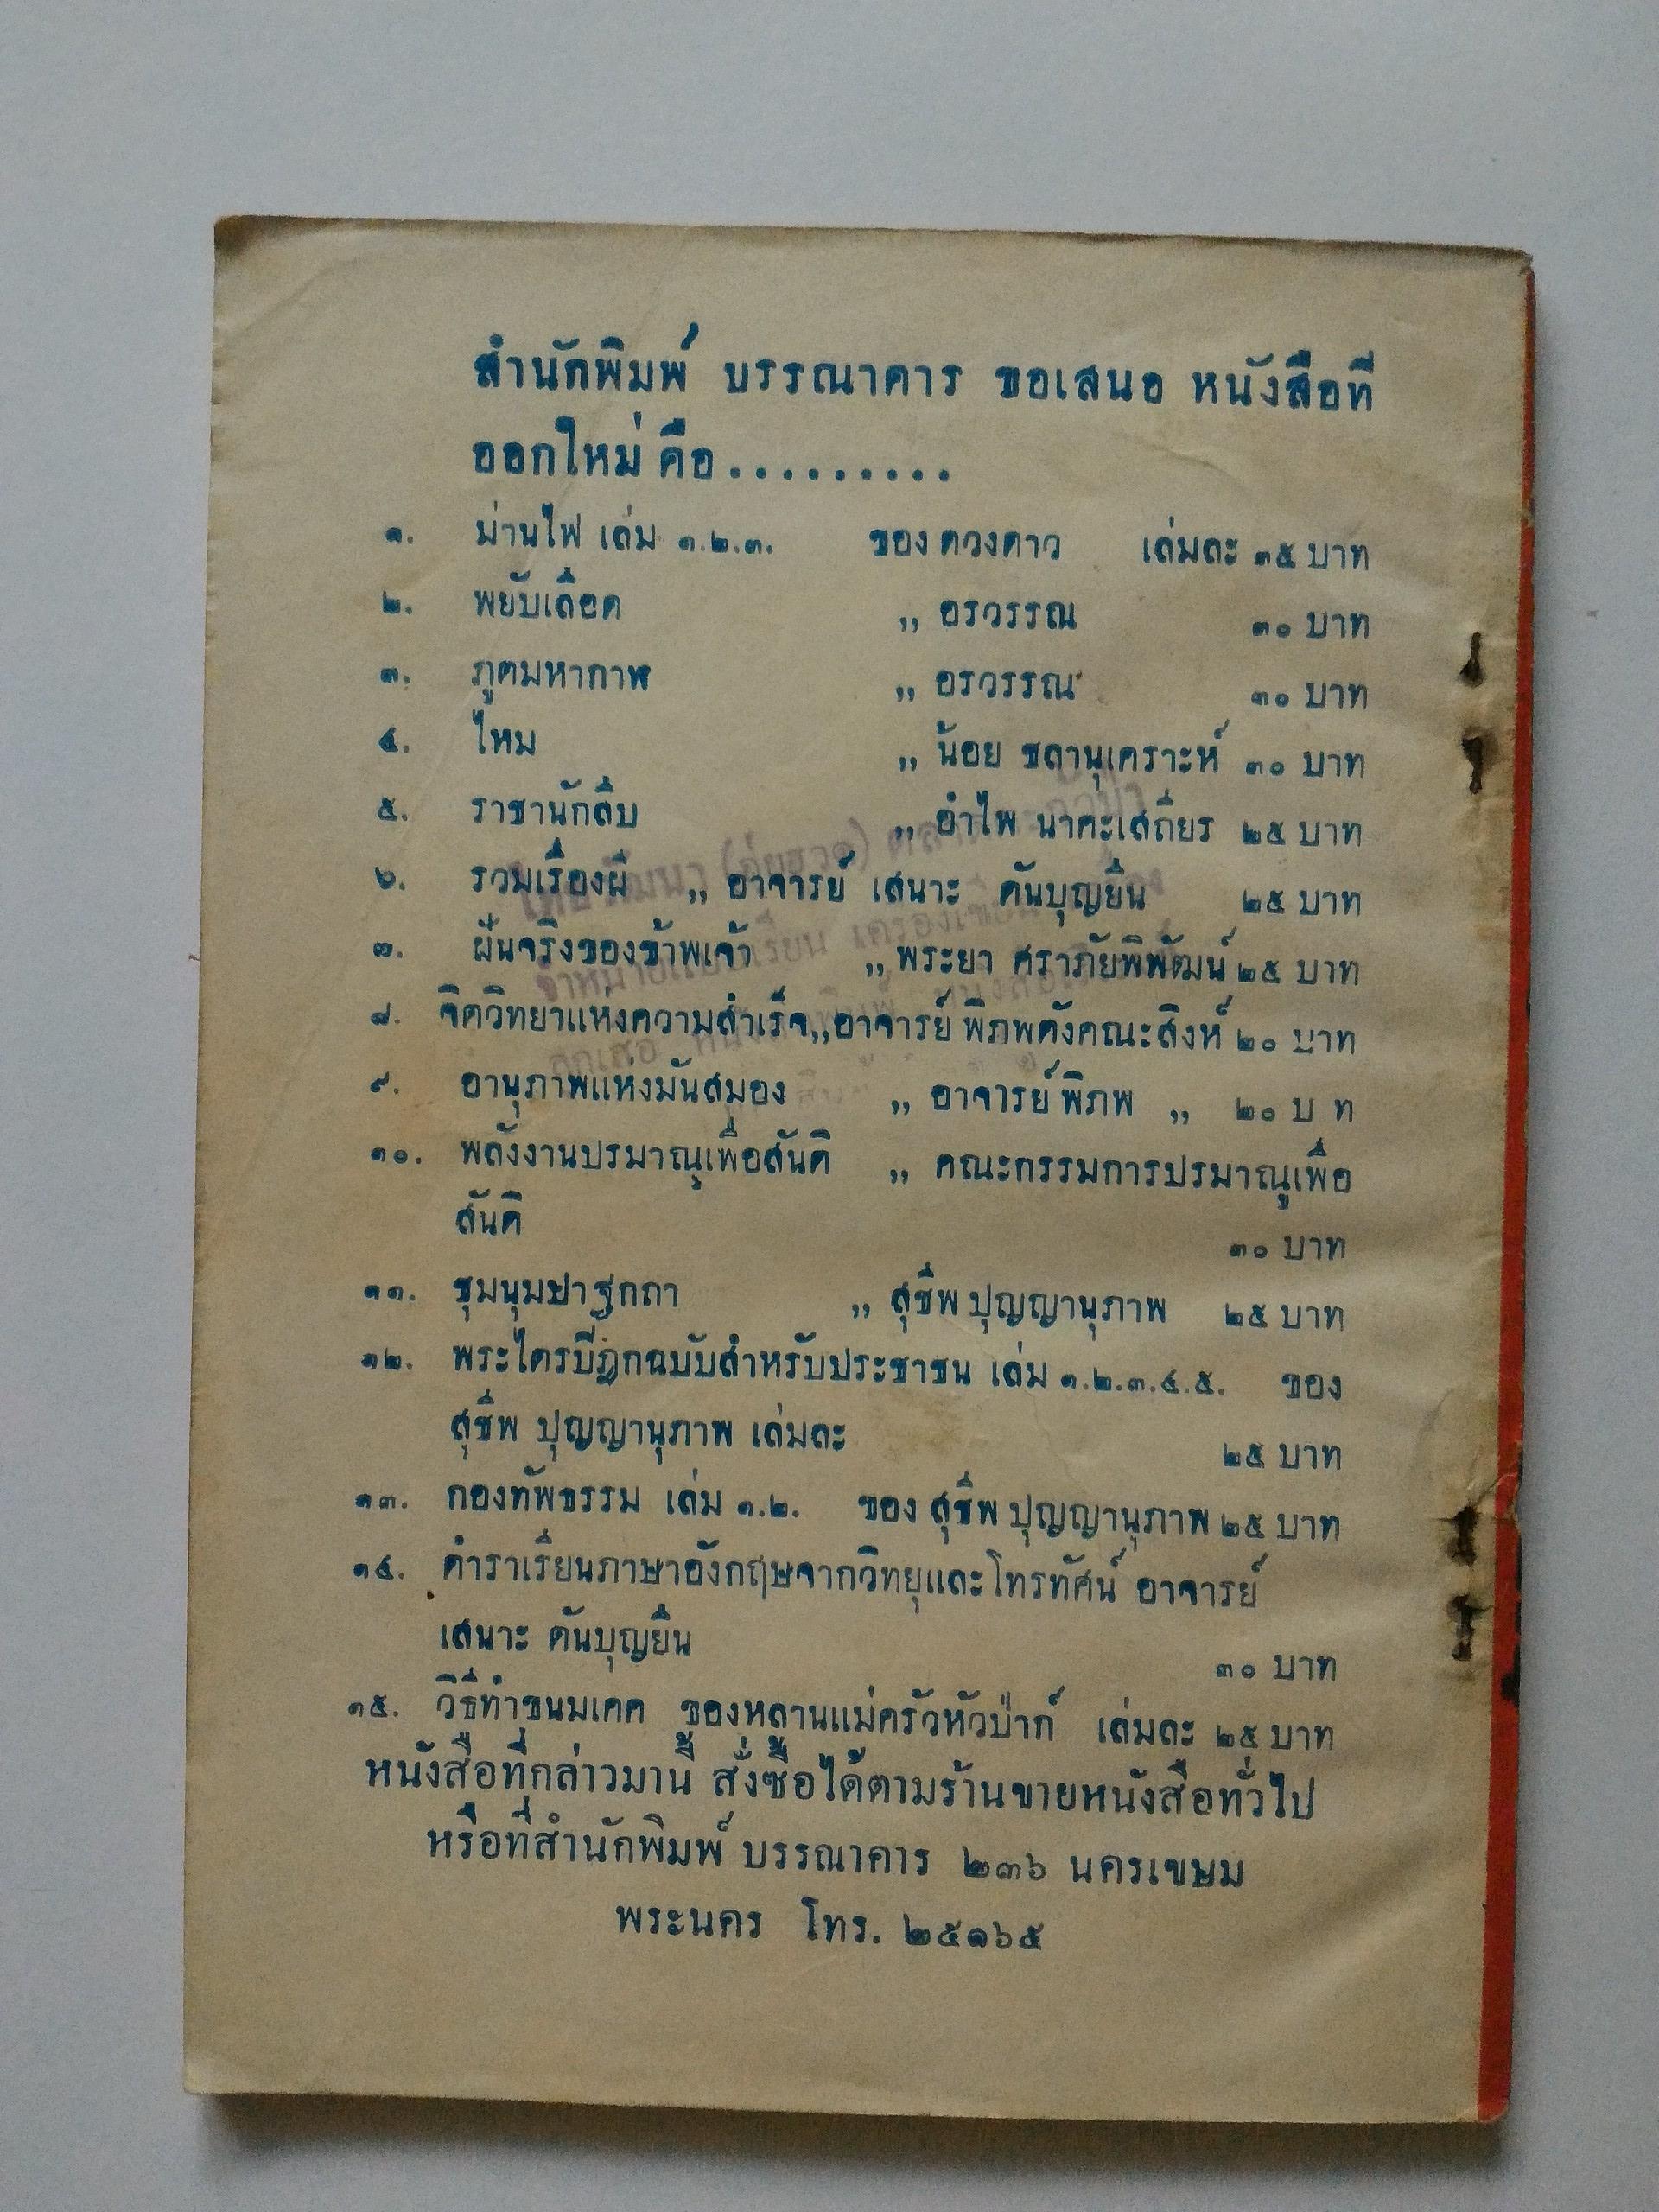 สำนักพิมพ์ บรรณาคาร ขอเสนอ หนังสือที่
ออกใหม่ คือ.........
๑. ม่านไฟ เล่ม ๑.๒.๓. ของ ดวงดาว เล่มละ ๓๕ บาท
๒. พยับเลือด ,, อรวรรณ ๓๐ บาท
๓. ภูตมหากาฬ ,, อรวรรณ ๓๐ บาท
๔. ไหม ,, น้อย ชลานุเคราะห์ ๓๐ บาท
๕. ราชานักสืบ ,, อำไพ นาคะเสถียร ๒๕ บาท
๖. รวมเรื่องผี ,, อาจารย์ เสนาะ ตันบุญยืน ๒๕ บาท
๗. ฝันจริงของข้าพเจ้า ,, พระยา ศราภัยพิพัฒน์ ๒๕ บาท
๘. จิตวิทยาแห่งความสำเร็จ,,อาจารย์ พิภพตังคณะสิงห์ ๒๐ บาท
๙. อานุภาพแห่งมันสมอง ,, อาจารย์ พิภพ ,, ๒๐ บ ท
๑๐. พลังงานปรมาณูเพื่อสันติ ,, คณะกรรมการปรมาณูเพื่อ
สันติ ๓๐ บาท
๑๑. ชุมนุมปาฐกถา ,, สุชีพ ปุญญานุภาพ ๒๕ บาท
๑๒. พระไตรปิฎกฉบับสำหรับประชาชน เล่ม ๑.๒.๓.๔.๕. ของ
สุชีพ ปุญญานุภาพ เล่มละ ๒๕ บาท
๑๓. กองทัพธรรม เล่ม ๑.๒. ของ สุชีพ ปุญญานุภาพ ๒๕ บาท
๑๔. ตำราเรียนภาษาอังกฤษจากวิทยุและโทรทัศน์ อาจารย์
เสนาะ ตันบุญยืน ๓๐ บาท
๑๕. วิธีทำขนมเคค ของหลานแม่ครัวหัวป่าก์ เล่มละ ๒๕ บาท
หนังสือที่กล่าวมานี้ สั่งซื้อได้ตามร้านขายหนังสือทั่วไป
หรือที่สำนักพิมพ์ บรรณาคาร ๒๓๖ นครเขษม
พระนคร โทร. ๒๕๑๖๕